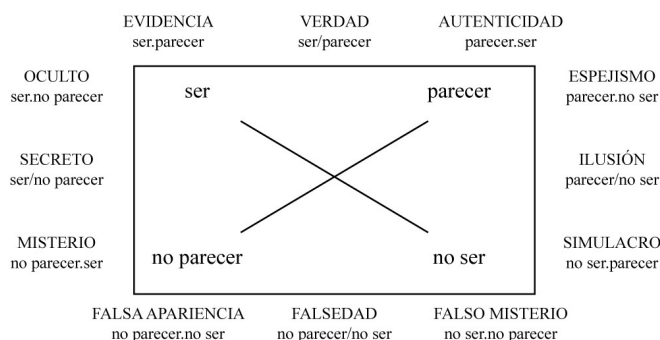 EVIDENCIA
ser.parecer
VERDAD
ser/parecer
AUTENTICIDAD
parecer.ser
OCULTO
ser.no parecer
ser
parecer
ESPEJISMO
parecer.no ser
SECRETO
ser/no parecer
ILUSIÓN
parecer/no ser
MISTERIO
no parecer.ser
no parecer
no ser
SIMULACRO
no ser.parecer
FALSA APARIENCIA
no parecer.no ser
FALSEDAD
no parecer/no ser
FALSO MISTERIO
no ser.no parecer